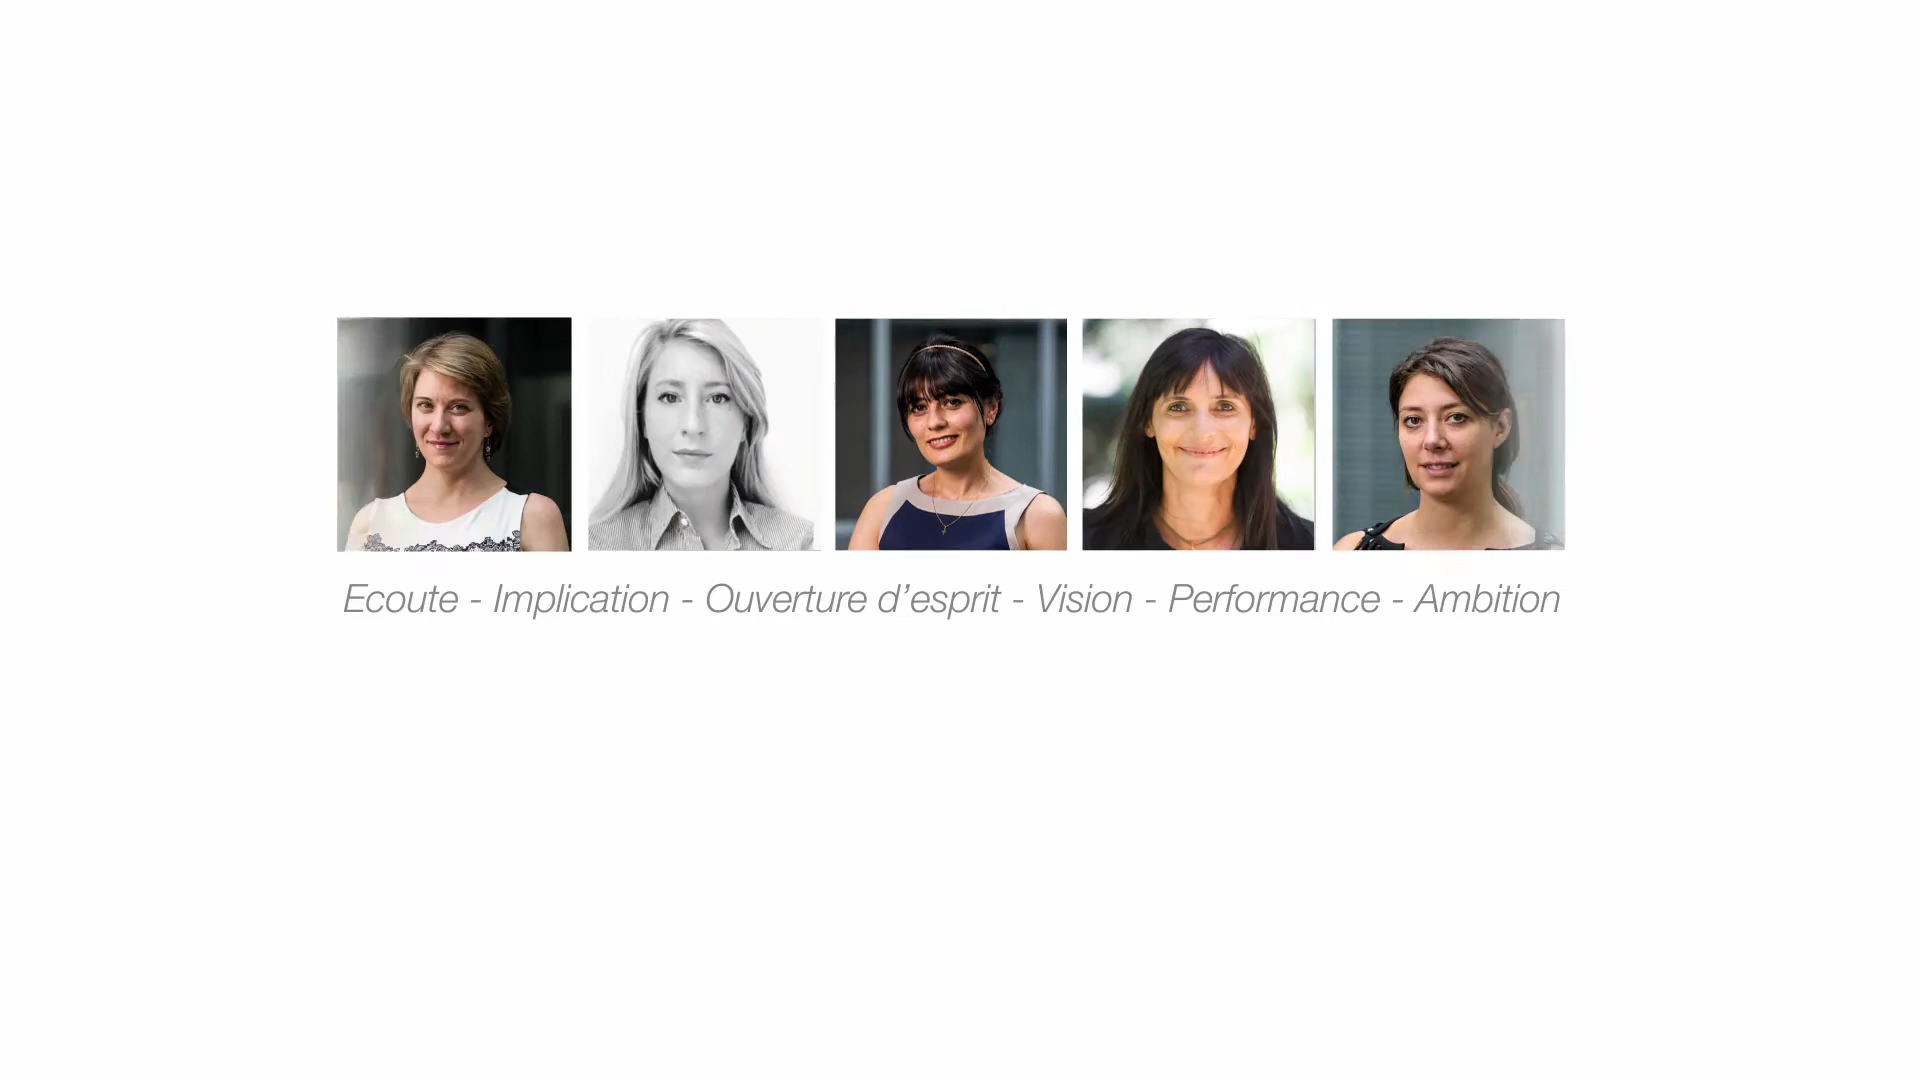 Ecoute - Implication - Ouverture d’esprit - Vision - Performance - Ambition